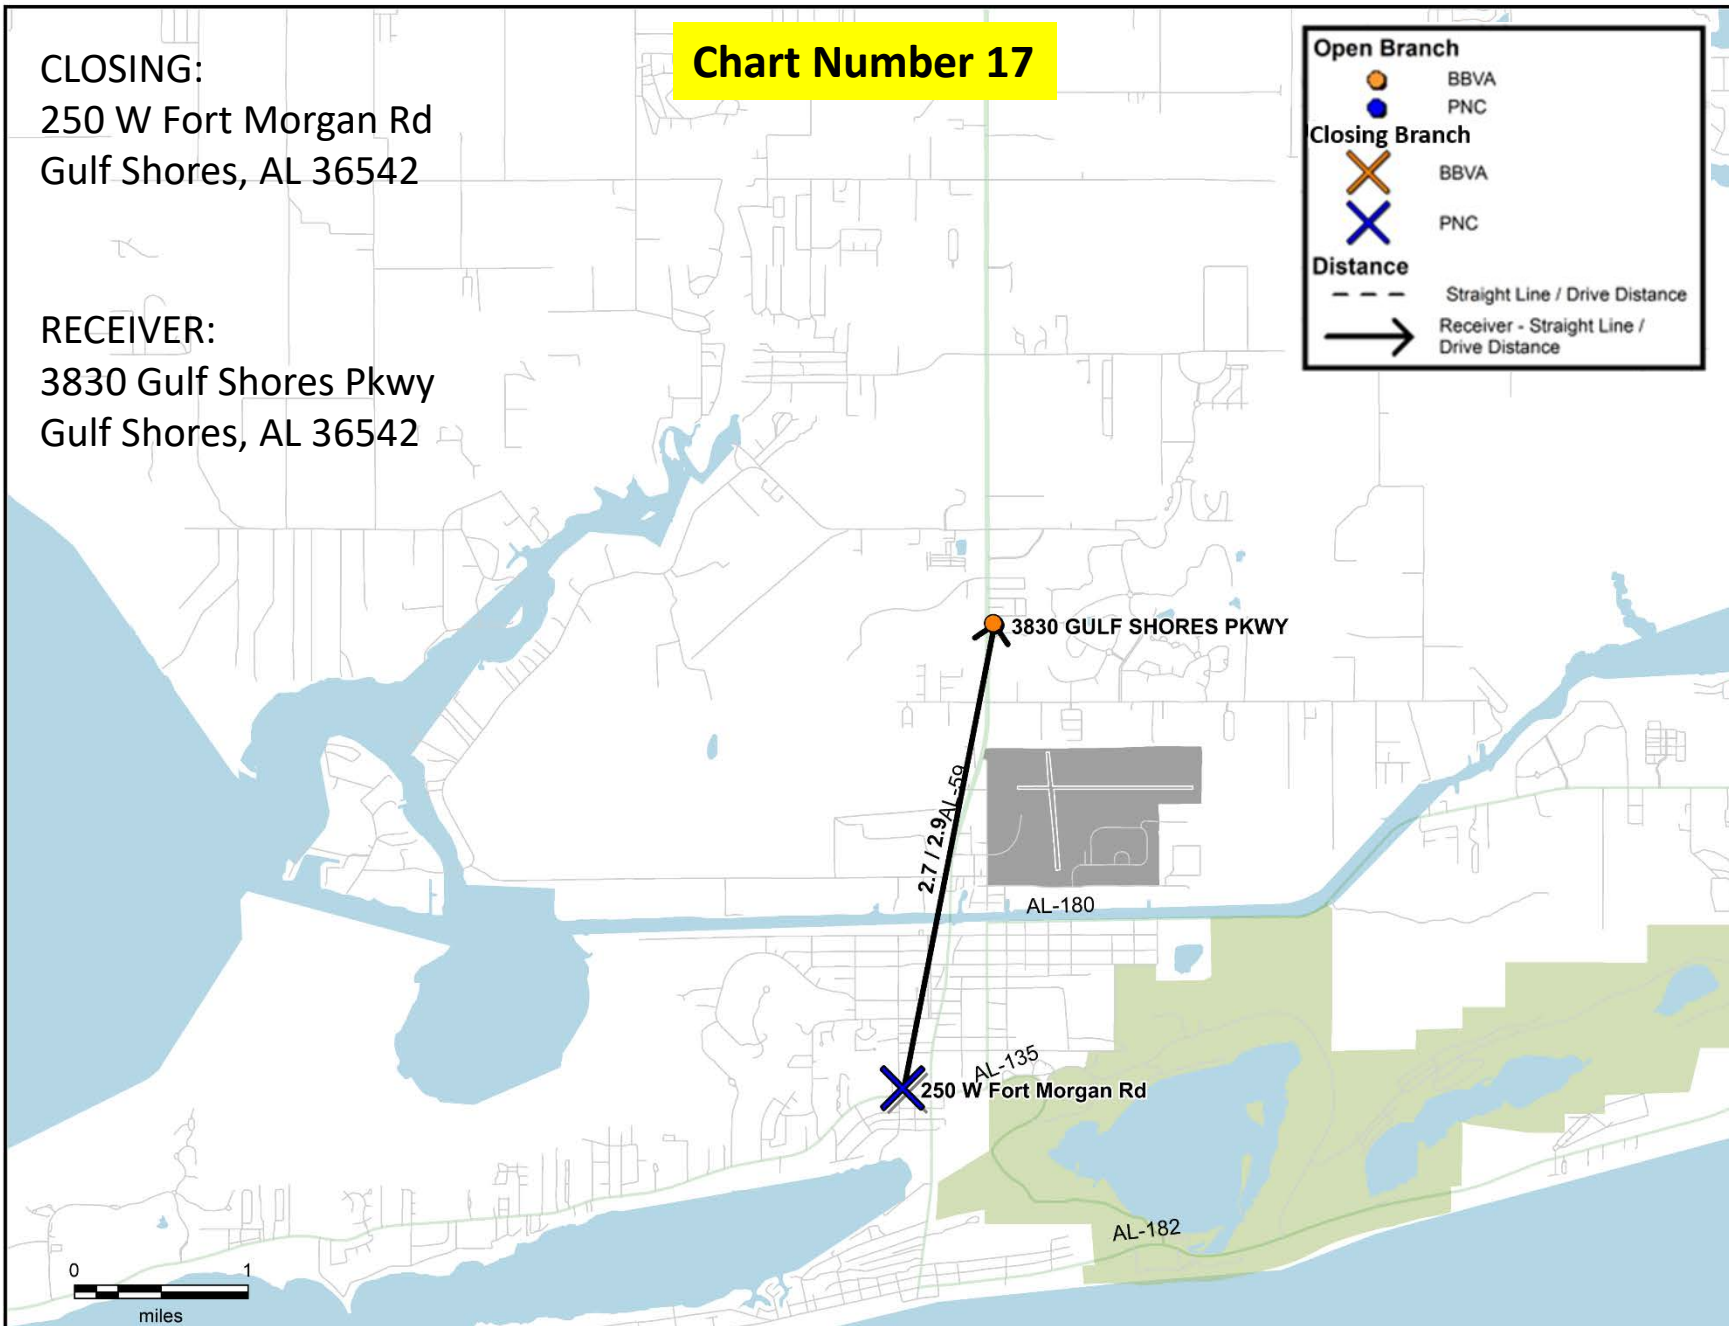 Chart Number 17
CLOSING:
250 W Fort Morgan Rd
Gulf Shores, AL 36542
RECEIVER:
3830 Gulf Shores Pkwy
Gulf Shores, AL 36542
Open Branch
BBVA
PNC
Closing Branch
BBVA
PNC
Distance
Straight Line / Drive Distance
Receiver - Straight Line /
Drive Distance
3830 GULF SHORES PKWY
AL-59
2.7 / 2.9
AL-180
AL-135
250 W Fort Morgan Rd
AL-182
0 1
miles